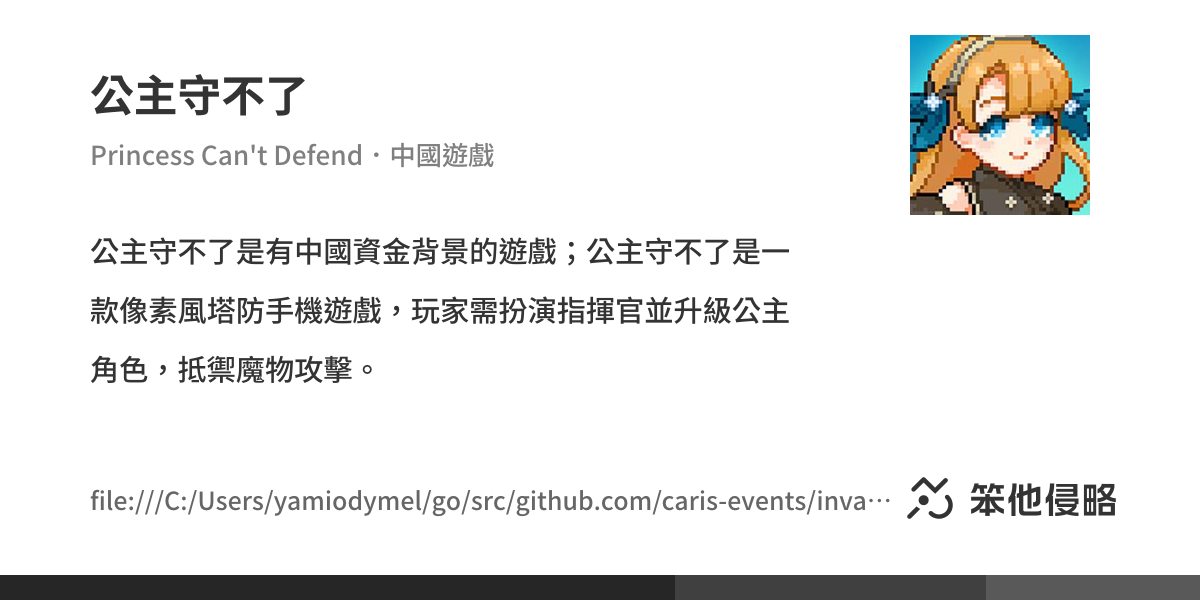 公主守不了
Princess Can't Defend・中國遊戲
公主守不了是有中國資金背景的遊戲；公主守不了是一
款像素風塔防手機遊戲，玩家需扮演指揮官並升級公主
角色，抵禦魔物攻擊。
file:///C:/Users/yamiodymel/go/src/github.com/caris-events/inva…
笨他侵略